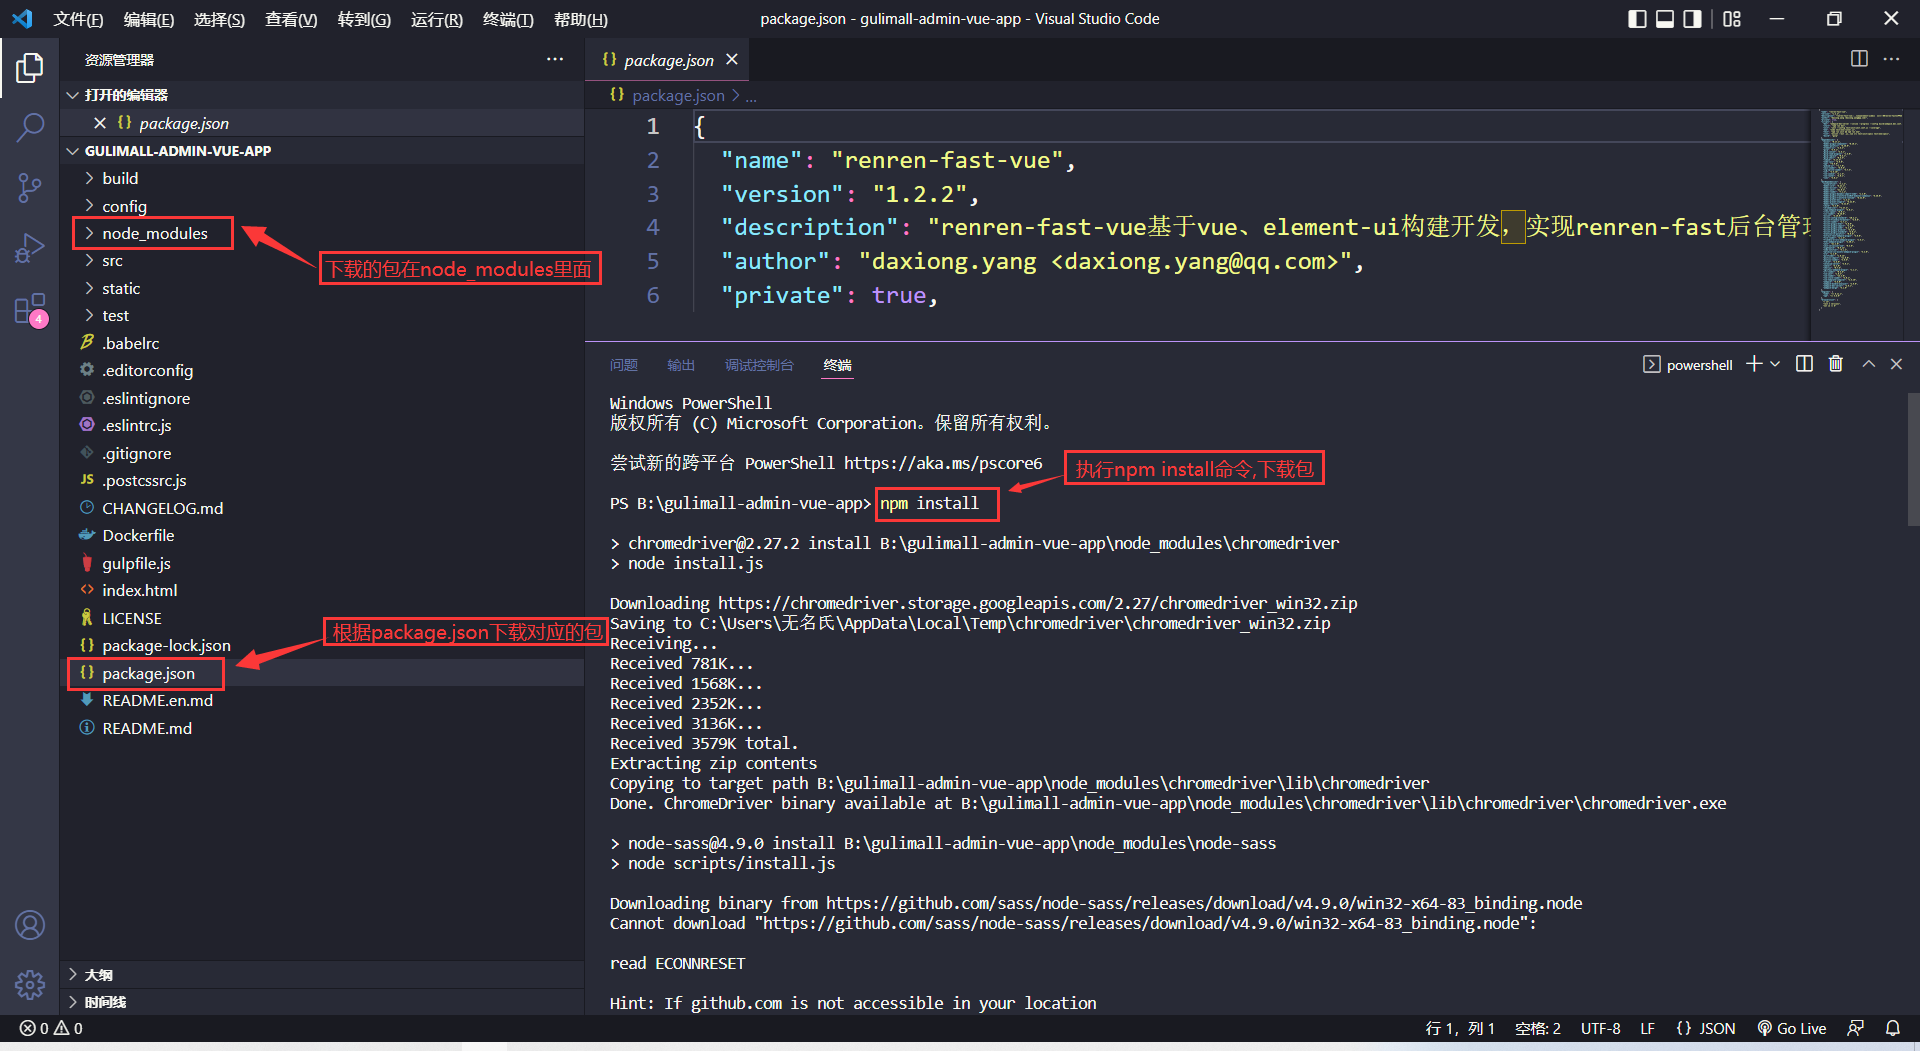 文件(F) 编辑(E) 选择(S) 查看(V) 转到(G) 运行(R) 终端(T) 帮助(H) package.json - gulimall-admin-vue-app - Visual Studio Code
资源管理器
打开的编辑器
package.json
GULIMALL-ADMIN-VUE-APP
build
config
node_modules
下载的包在node_modules里面
src
static
test
.babelrc
.editorconfig
.eslintignore
.eslintrc.js
.gitignore
.postcssrc.js
CHANGELOG.md
Dockerfile
gulpfile.js
index.html
LICENSE
根据package.json下载对应的包
package-lock.json
package.json
README.en.md
README.md
大纲
时间线
4
package.json
package.json > ...
1 {
2 "name": "renren-fast-vue",
3 "version": "1.2.2",
4 "description": "renren-fast-vue基于vue、element-ui构建开发，实现renren-fast后台管理
5 "author": "daxiong.yang <daxiong.yang@qq.com>",
6 "private": true,
问题 输出 调试控制台 终端 powershell
Windows PowerShell
版权所有 (C) Microsoft Corporation。保留所有权利。
尝试新的跨平台 PowerShell https://aka.ms/pscore6
执行npm install命令,下载包
PS B:\gulimall-admin-vue-app> npm install
> chromedriver@2.27.2 install B:\gulimall-admin-vue-app\node_modules\chromedriver
> node install.js
Downloading https://chromedriver.storage.googleapis.com/2.27/chromedriver_win32.zip
Saving to C:\Users\无名氏\AppData\Local\Temp\chromedriver\chromedriver_win32.zip
Receiving...
Received 781K...
Received 1568K...
Received 2352K...
Received 3136K...
Received 3579K total.
Extracting zip contents
Copying to target path B:\gulimall-admin-vue-app\node_modules\chromedriver\lib\chromedriver
Done. ChromeDriver binary available at B:\gulimall-admin-vue-app\node_modules\chromedriver\lib\chromedriver\chromedriver.exe
> node-sass@4.9.0 install B:\gulimall-admin-vue-app\node_modules\node-sass
> node scripts/install.js
Downloading binary from https://github.com/sass/node-sass/releases/download/v4.9.0/win32-x64-83_binding.node
Cannot download "https://github.com/sass/node-sass/releases/download/v4.9.0/win32-x64-83_binding.node":
read ECONNRESET
Hint: If github.com is not accessible in your location
0 0 行 1，列 1 空格: 2 UTF-8 LF {} JSON Go Live